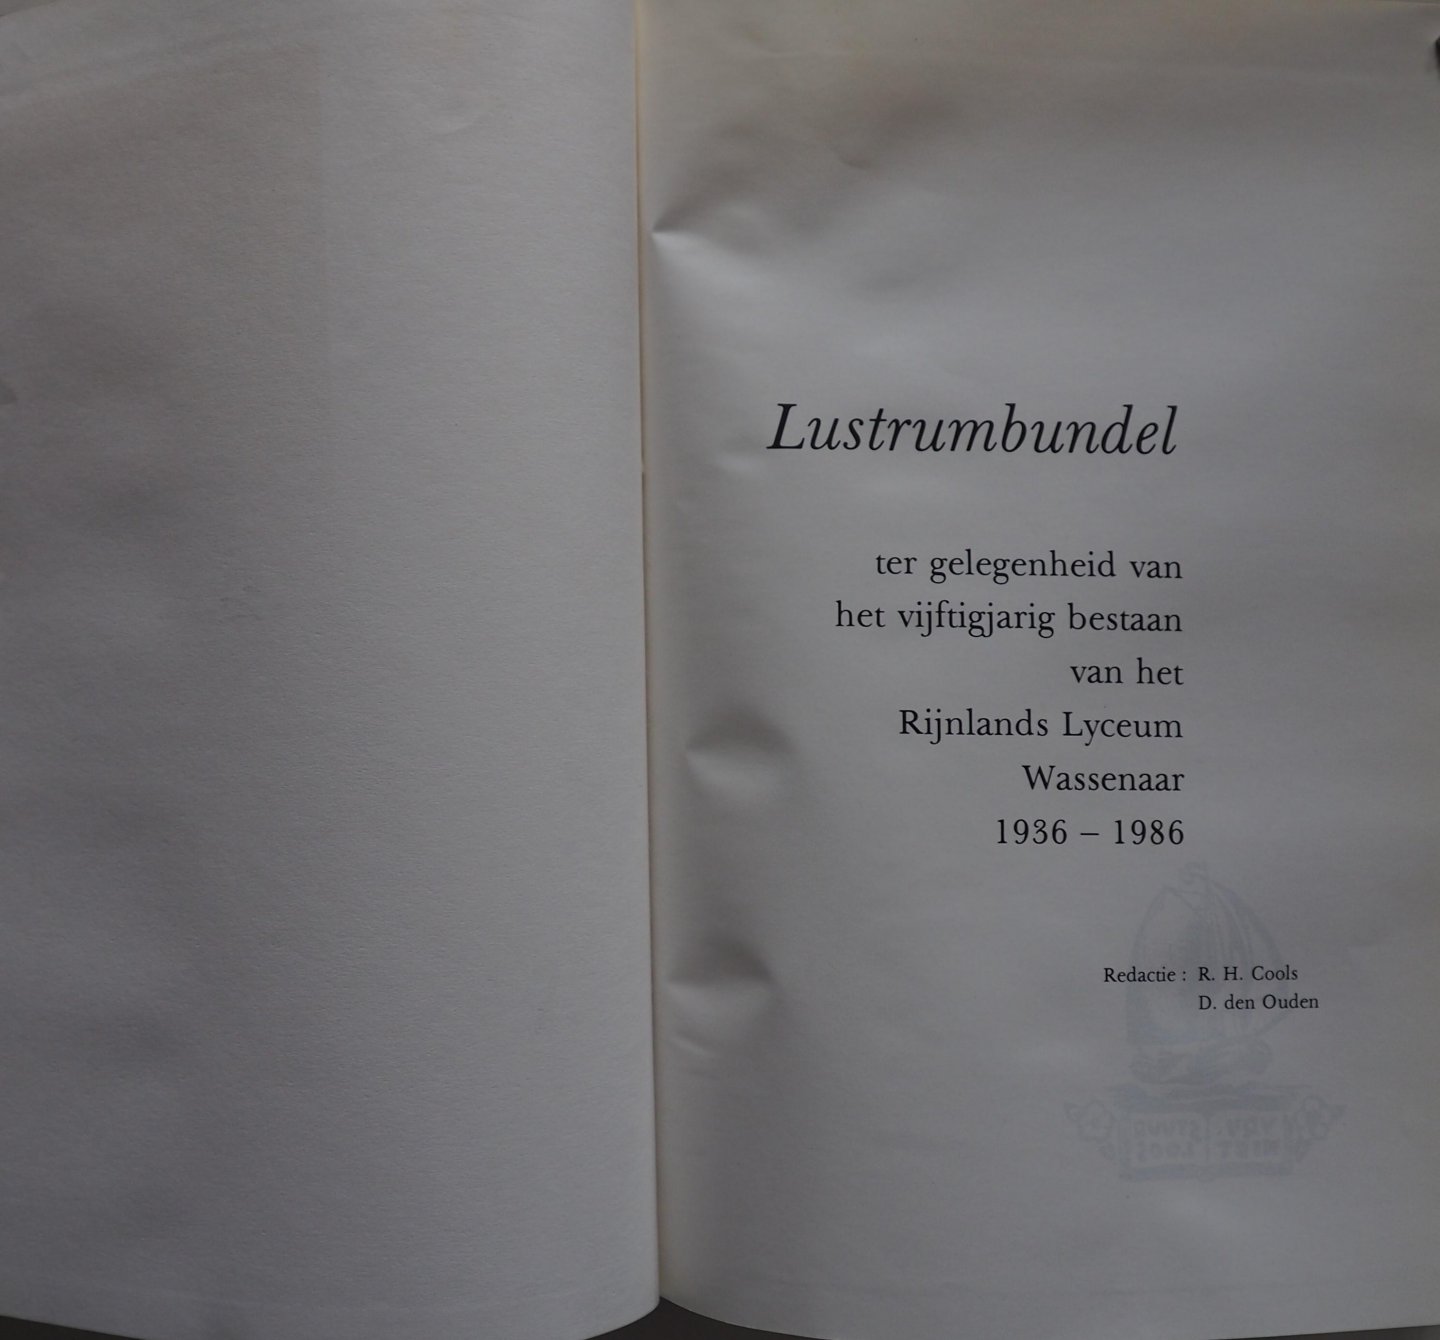 Lustrumbundel
ter gelegenheid van
het vijftigjarig bestaan
van het
Rijnlands Lyceum
Wassenaar
1936 – 1986
Redactie : R. H. Cools
D. den Ouden